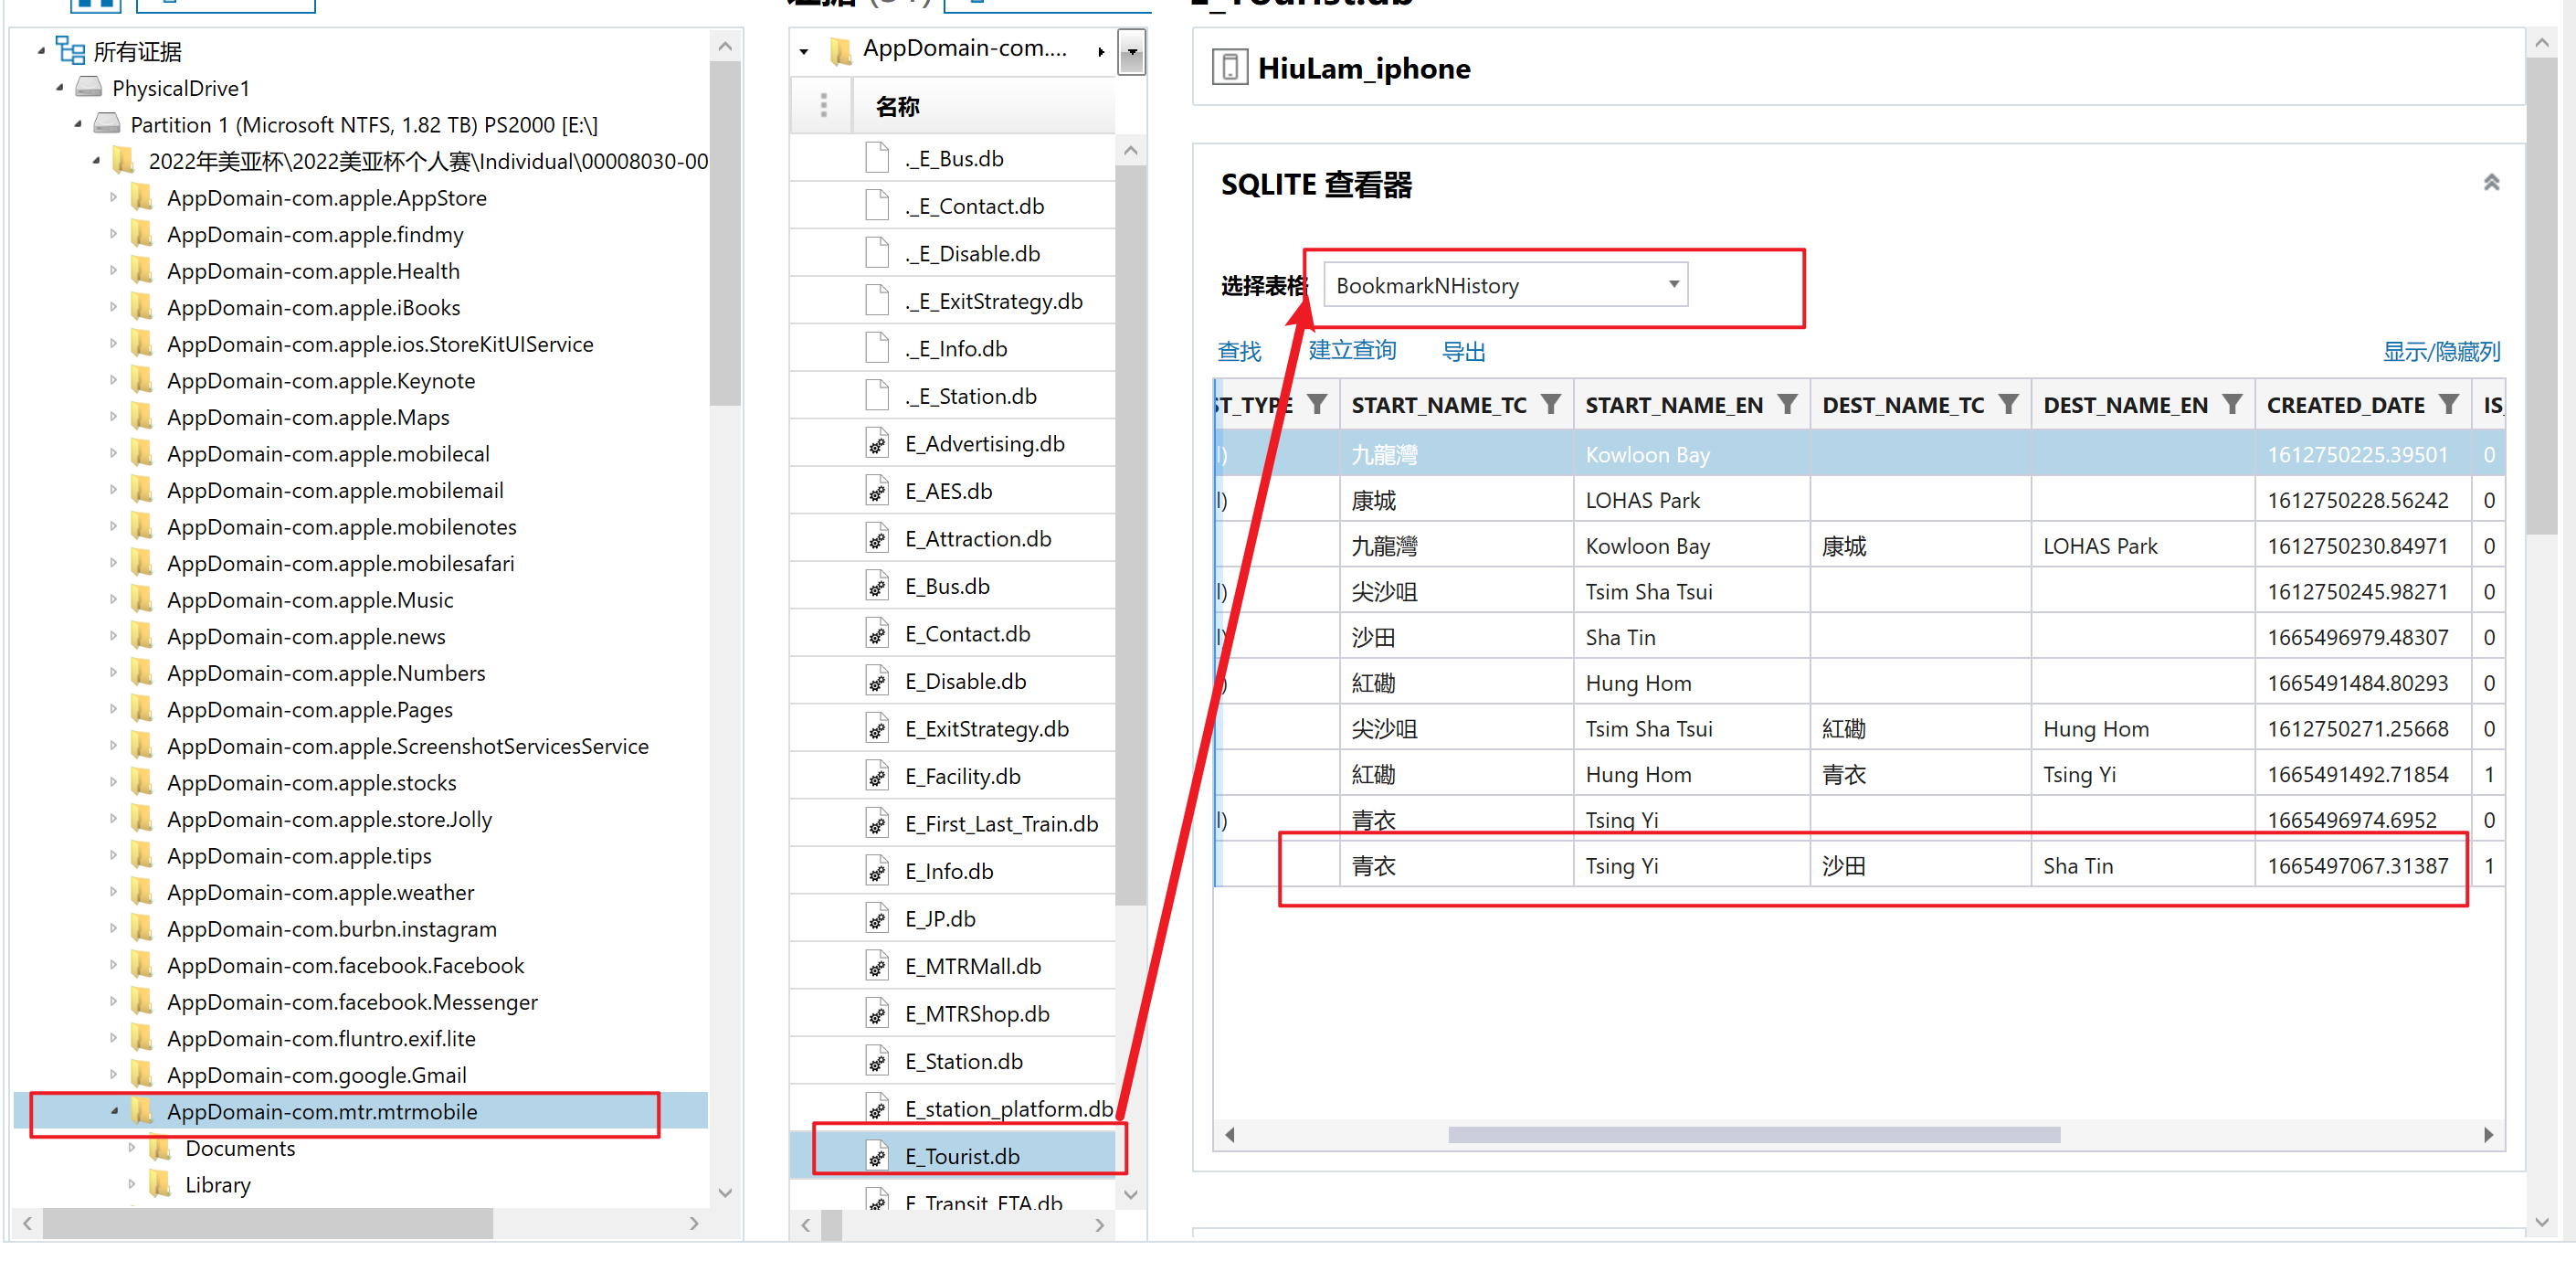 所有证据
PhysicalDrive1
Partition 1 (Microsoft NTFS, 1.82 TB) PS2000 [E:\]
2022年美亚杯\2022美亚杯个人赛\Individual\00008030-00
AppDomain-com.apple.AppStore
AppDomain-com.apple.findmy
AppDomain-com.apple.Health
AppDomain-com.apple.iBooks
AppDomain-com.apple.ios.StoreKitUIService
AppDomain-com.apple.Keynote
AppDomain-com.apple.Maps
AppDomain-com.apple.mobilecal
AppDomain-com.apple.mobilemail
AppDomain-com.apple.mobilenotes
AppDomain-com.apple.mobilesafari
AppDomain-com.apple.Music
AppDomain-com.apple.news
AppDomain-com.apple.Numbers
AppDomain-com.apple.Pages
AppDomain-com.apple.ScreenshotServicesService
AppDomain-com.apple.stocks
AppDomain-com.apple.store.Jolly
AppDomain-com.apple.tips
AppDomain-com.apple.weather
AppDomain-com.burbn.instagram
AppDomain-com.facebook.Facebook
AppDomain-com.facebook.Messenger
AppDomain-com.fluntro.exif.lite
AppDomain-com.google.Gmail
AppDomain-com.mtr.mtrmobile
Documents
Library
AppDomain-com....
名称
._E_Bus.db
._E_Contact.db
._E_Disable.db
._E_ExitStrategy.db
._E_Info.db
._E_Station.db
E_Advertising.db
E_AES.db
E_Attraction.db
E_Bus.db
E_Contact.db
E_Disable.db
E_ExitStrategy.db
E_Facility.db
E_First_Last_Train.db
E_Info.db
E_JP.db
E_MTRMall.db
E_MTRShop.db
E_Station.db
E_station_platform.db
E_Tourist.db
E_Transit_ETA.db
E_Tourist.db
HiuLam_iphone
SQLITE 查看器
选择表格 BookmarkNHistory
查找 建立查询 导出 显示/隐藏列
ST_TYPE START_NAME_TC START_NAME_EN DEST_NAME_TC DEST_NAME_EN CREATED_DATE IS_
l) 九龍灣 Kowloon Bay 1612750225.39501 0
l) 康城 LOHAS Park 1612750228.56242 0
九龍灣 Kowloon Bay 康城 LOHAS Park 1612750230.84971 0
l) 尖沙咀 Tsim Sha Tsui 1612750245.98271 0
l) 沙田 Sha Tin 1665496979.48307 0
) 紅磡 Hung Hom 1665491484.80293 0
尖沙咀 Tsim Sha Tsui 紅磡 Hung Hom 1612750271.25668 0
紅磡 Hung Hom 青衣 Tsing Yi 1665491492.71854 1
l) 青衣 Tsing Yi 1665496974.6952 0
青衣 Tsing Yi 沙田 Sha Tin 1665497067.31387 1